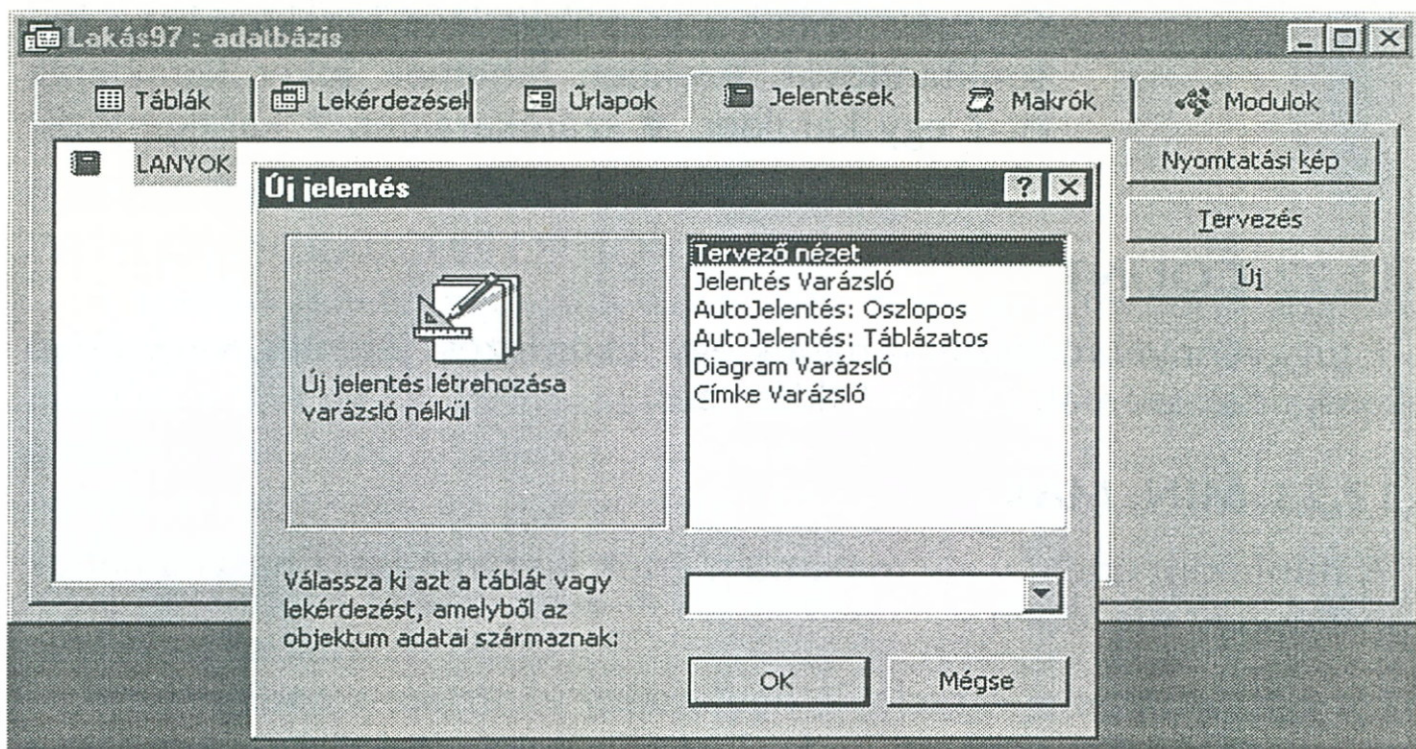 Lakás97 : adatbázis
Táblák
Lekérdezések
Űrlapok
Jelentések
Makrók
Modulok
LANYOK
Nyomtatási kép
Tervezés
Új
Új jelentés
Új jelentés létrehozása
varázsló nélkül
Tervező nézet
Jelentés Varázsló
AutoJelentés: Oszlopos
AutoJelentés: Táblázatos
Diagram Varázsló
Címke Varázsló
Válassza ki azt a táblát vagy
lekérdezést, amelyből az
objektum adatai származnak:
OK
Mégse